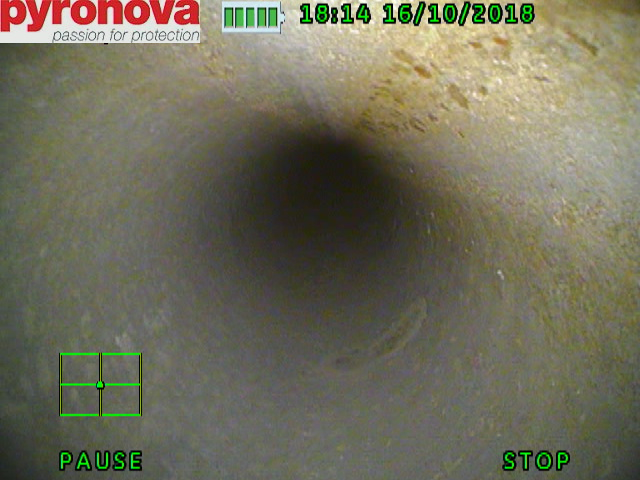 pyronova
passion for protection
18:14 16/10/2018
PAUSE
STOP